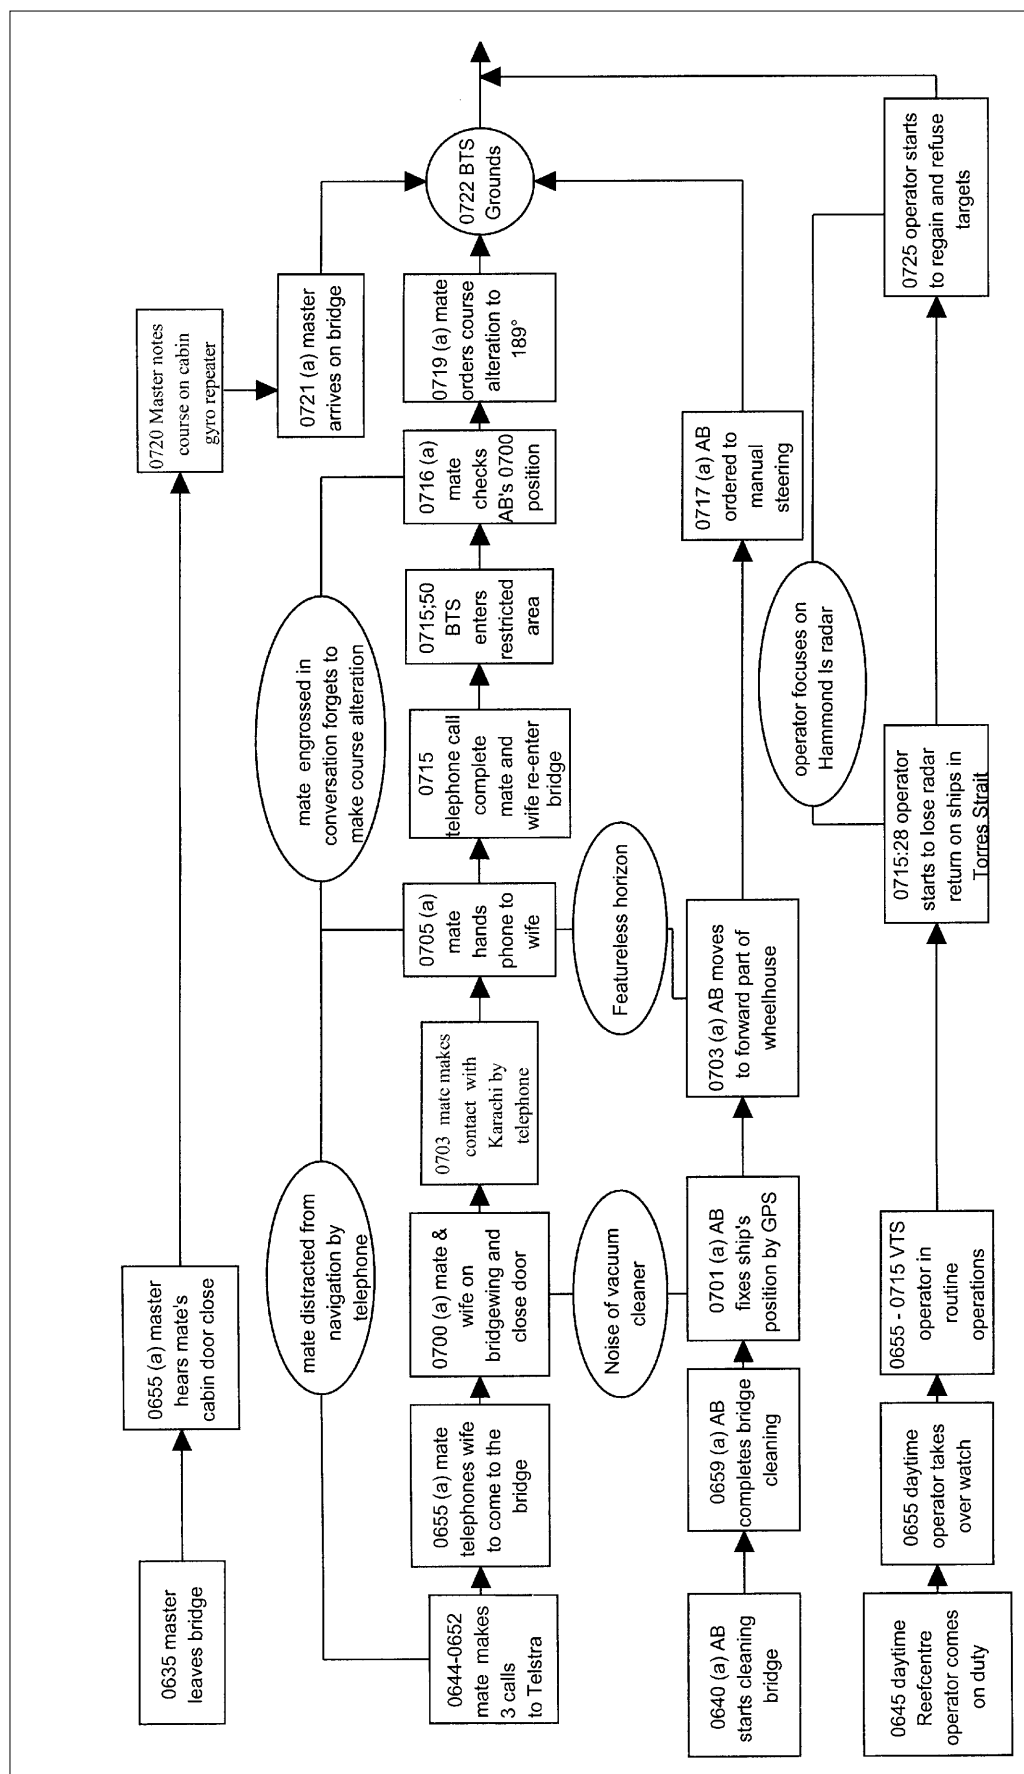 0635 master
leaves bridge
0655 (a) master
hears mate's
cabin door close
0720 Master notes
course on cabin
gyro repeater
0721 (a) master
arrives on bridge
mate distracted from
navigation by
telephone
mate engrossed in
conversation forgets to
make course alteration
0644-0652
mate makes
3 calls
to Telstra
0655 (a) mate
telephones wife
to come to the
bridge
0700 (a) mate &
wife on
bridgewing and
close door
0703 mate makes
contact with
Karachi by
telephone
0705 (a)
mate
hands
phone to
wife
0715
telephone call
complete
mate and
wife re-enter
bridge
0715;50
BTS
enters
restricted
area
0716 (a)
mate
checks
AB's 0700
position
0719 (a) mate
orders course
alteration to
189°
0722 BTS
Grounds
Noise of vacuum
cleaner
Featureless horizon
0640 (a) AB
starts cleaning
bridge
0659 (a) AB
completes bridge
cleaning
0701 (a) AB
fixes ship's
position by GPS
0703 (a) AB moves
to forward part of
wheelhouse
0717 (a) AB
ordered to
manual
steering
operator focuses on
Hammond Is radar
0645 daytime
Reefcentre
operator comes
on duty
0655 daytime
operator takes
over watch
0655 - 0715 VTS
operator in
routine
operations
0715:28 operator
starts to lose radar
return on ships in
Torres Strait
0725 operator starts
to regain and refuse
targets